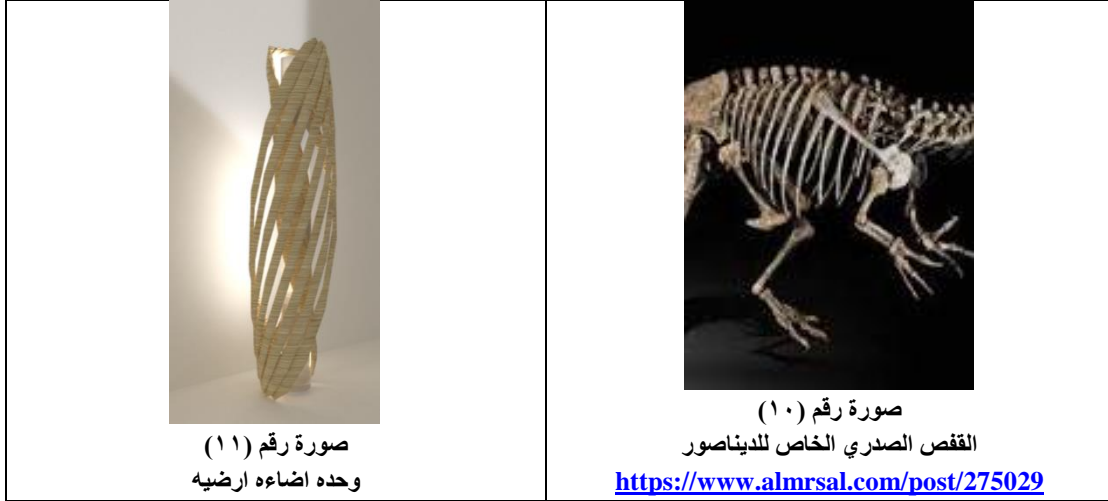 صورة رقم (١٠)
القفص الصدري الخاص للديناصور
https://www.almrsal.com/post/275029
صورة رقم (١١)
وحده اضاءه ارضيه